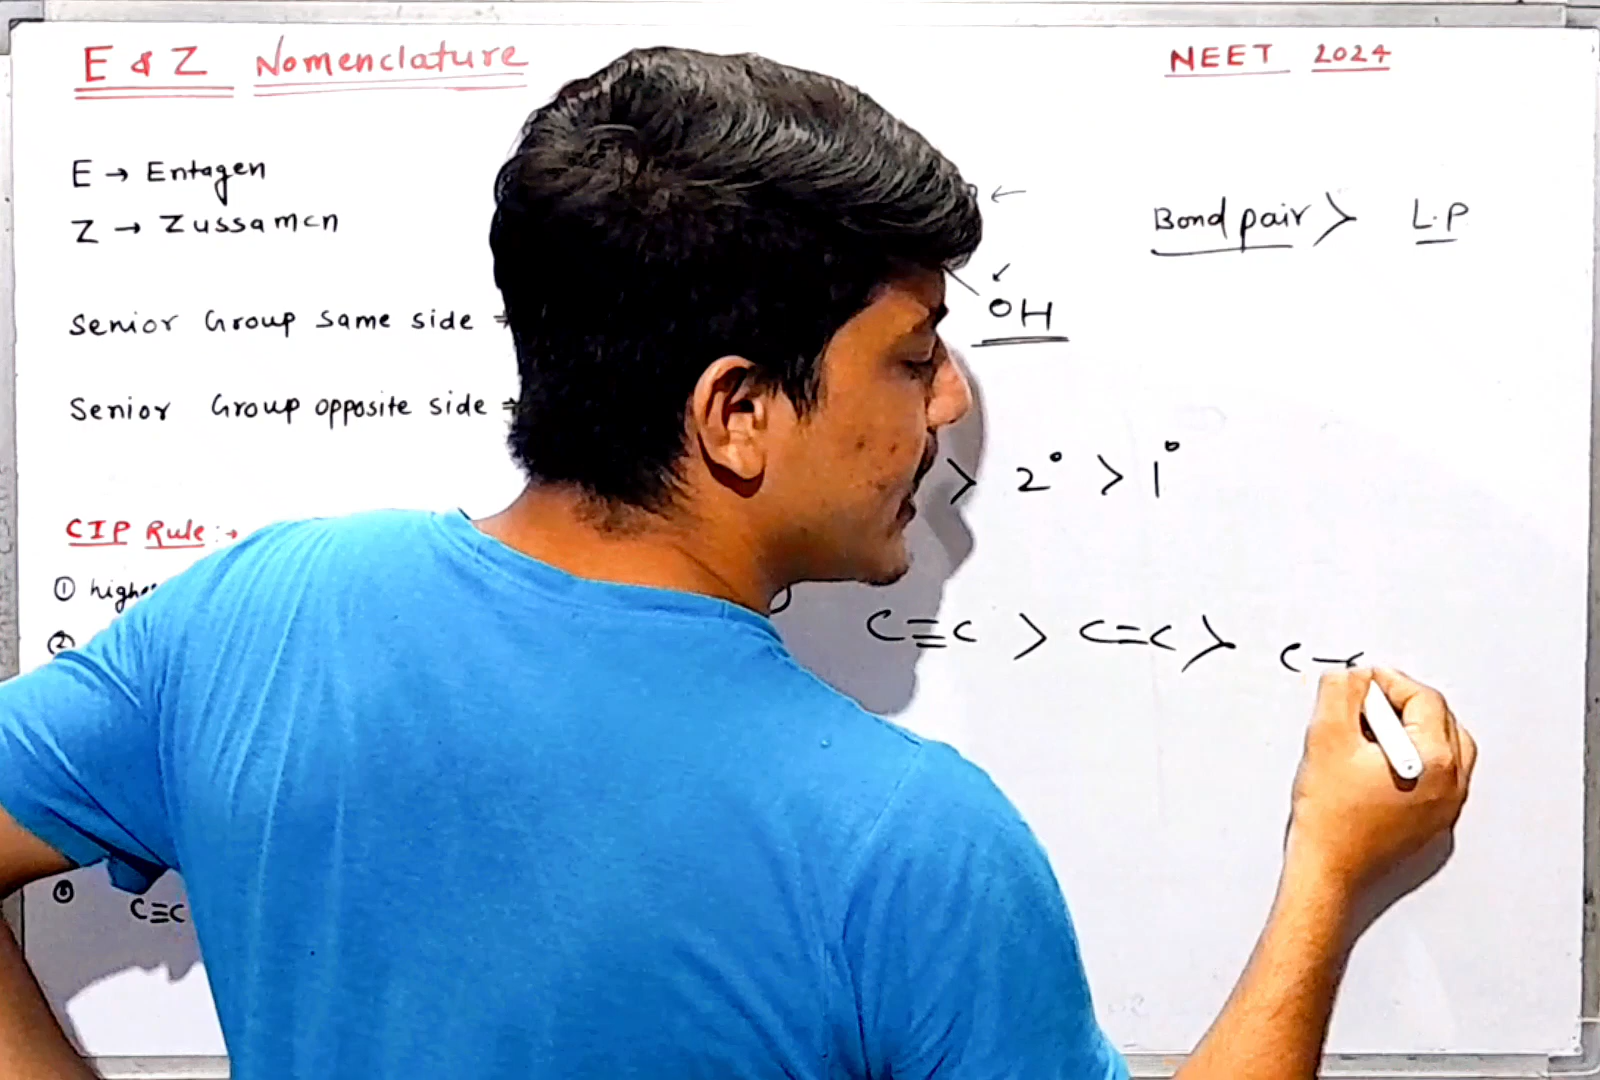 E & Z Nomenclature
NEET 2024
E → Entagen
Z → Zussamen
Bond pair > L.P
OH
Senior Group same side ⇒
Senior Group opposite side ⇒
> 2° > 1°
CIP Rule :→
①
②
C≡C > C=C > C-C
C≡C